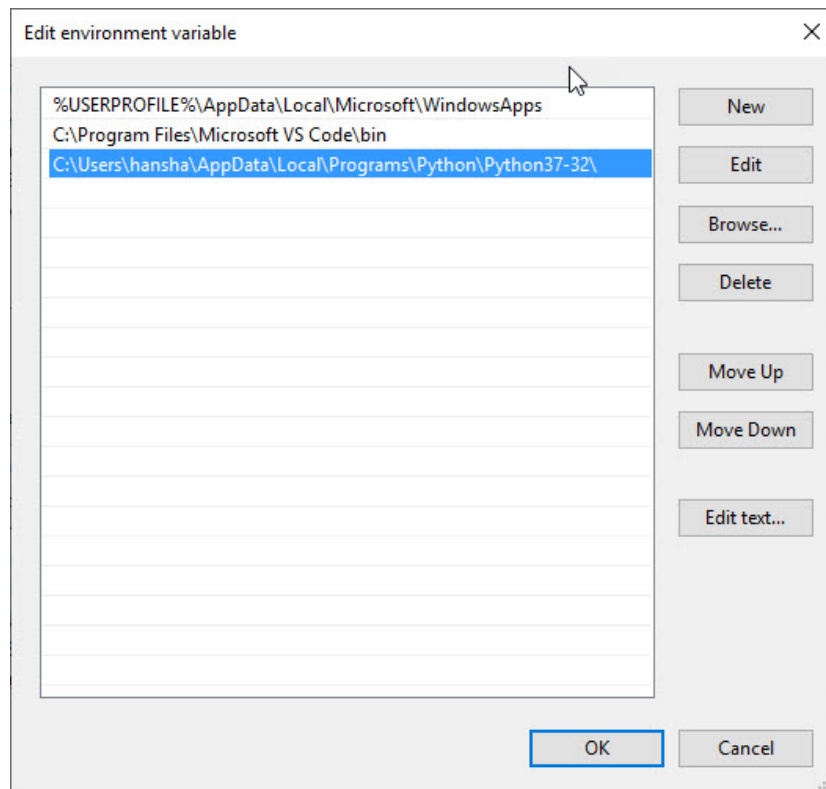 Edit environment variable
%USERPROFILE%\AppData\Local\Microsoft\WindowsApps
C:\Program Files\Microsoft VS Code\bin
C:\Users\hansha\AppData\Local\Programs\Python\Python37-32\
New
Edit
Browse...
Delete
Move Up
Move Down
Edit text...
OK
Cancel